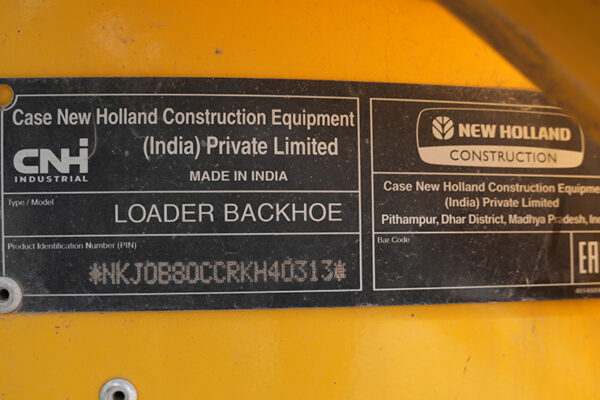 Case New Holland Construction Equipment
(India) Private Limited
CNH
INDUSTRIAL
MADE IN INDIA
Type / Model
LOADER BACKHOE
Product Identification Number (PIN)
*NKJ0B80CCRKH40313*
NEW HOLLAND
CONSTRUCTION
Case New Holland Construction Equipme
(India) Private Limited
Pithampur, Dhar District, Madhya Pradesh, Ind
Bar Code
EAC